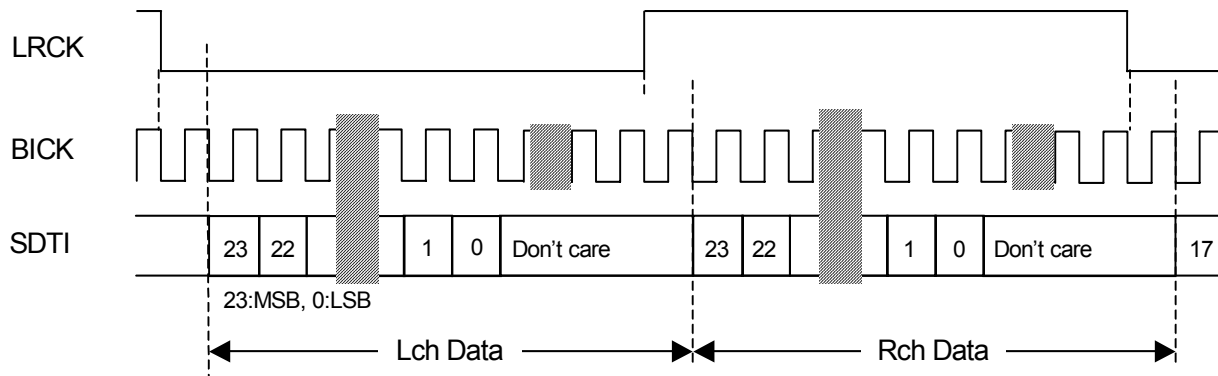 LRCK
BICK
SDTI
23 22 1 0 Don't care 23 22 1 0 Don't care 17
23:MSB, 0:LSB
Lch Data Rch Data